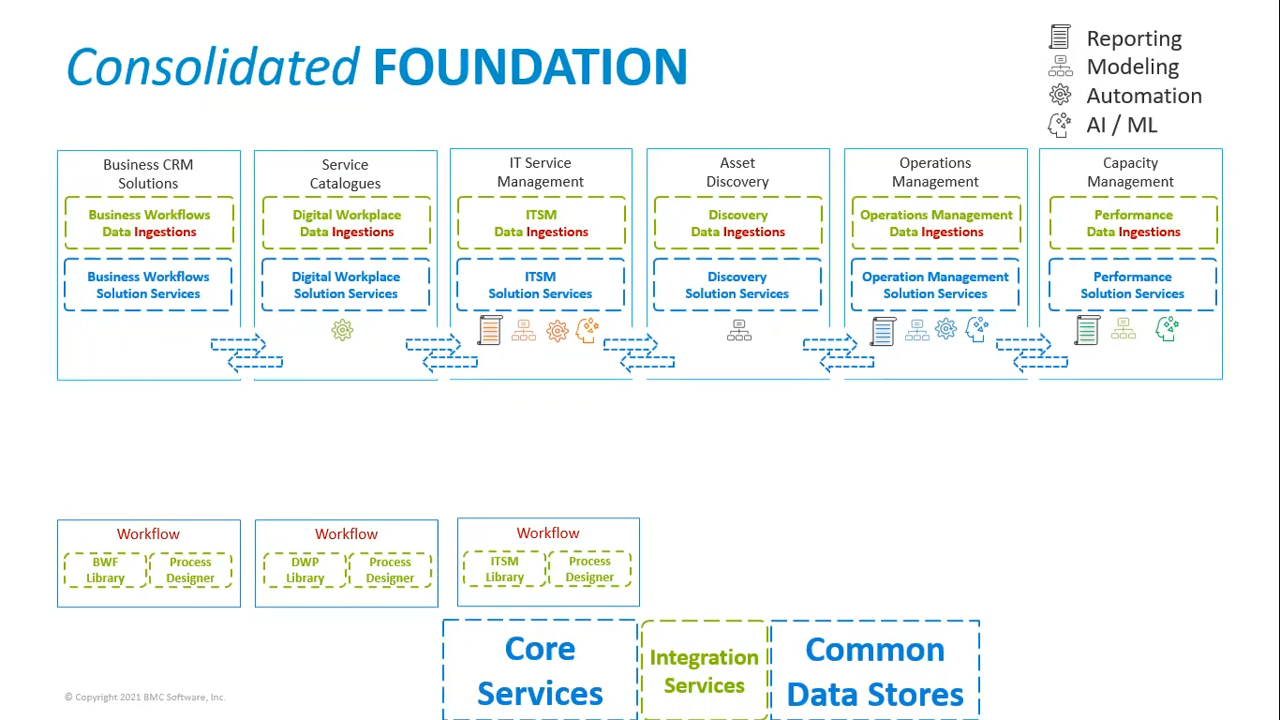 Consolidated FOUNDATION
Reporting
Modeling
Automation
AI / ML
Business CRM
Solutions
Business Workflows
Data Ingestions
Business Workflows
Solution Services
Service
Catalogues
Digital Workplace
Data Ingestions
Digital Workplace
Solution Services
IT Service
Management
ITSM
Data Ingestions
ITSM
Solution Services
Asset
Discovery
Discovery
Data Ingestions
Discovery
Solution Services
Operations
Management
Operations Management
Data Ingestions
Operation Management
Solution Services
Capacity
Management
Performance
Data Ingestions
Performance
Solution Services
Workflow
BWF
Library
Process
Designer
Workflow
DWP
Library
Process
Designer
Workflow
ITSM
Library
Process
Designer
Core
Services
Integration
Services
Common
Data Stores
© Copyright 2021 BMC Software, Inc.